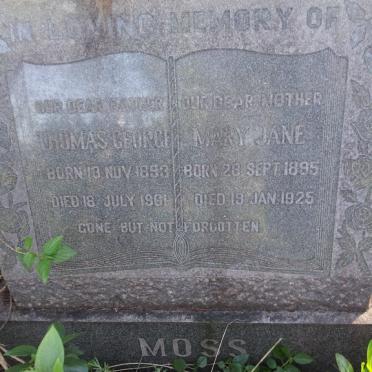 IN LOVING MEMORY OF
OUR DEAR FATHER
THOMAS GEORGE
BORN 13 NOV 1893
DIED 18 JULY 1961
OUR DEAR MOTHER
MARY JANE
BORN 28 SEPT 1895
DIED 19 JAN 1925
GONE BUT NOT FORGOTTEN
MOSS